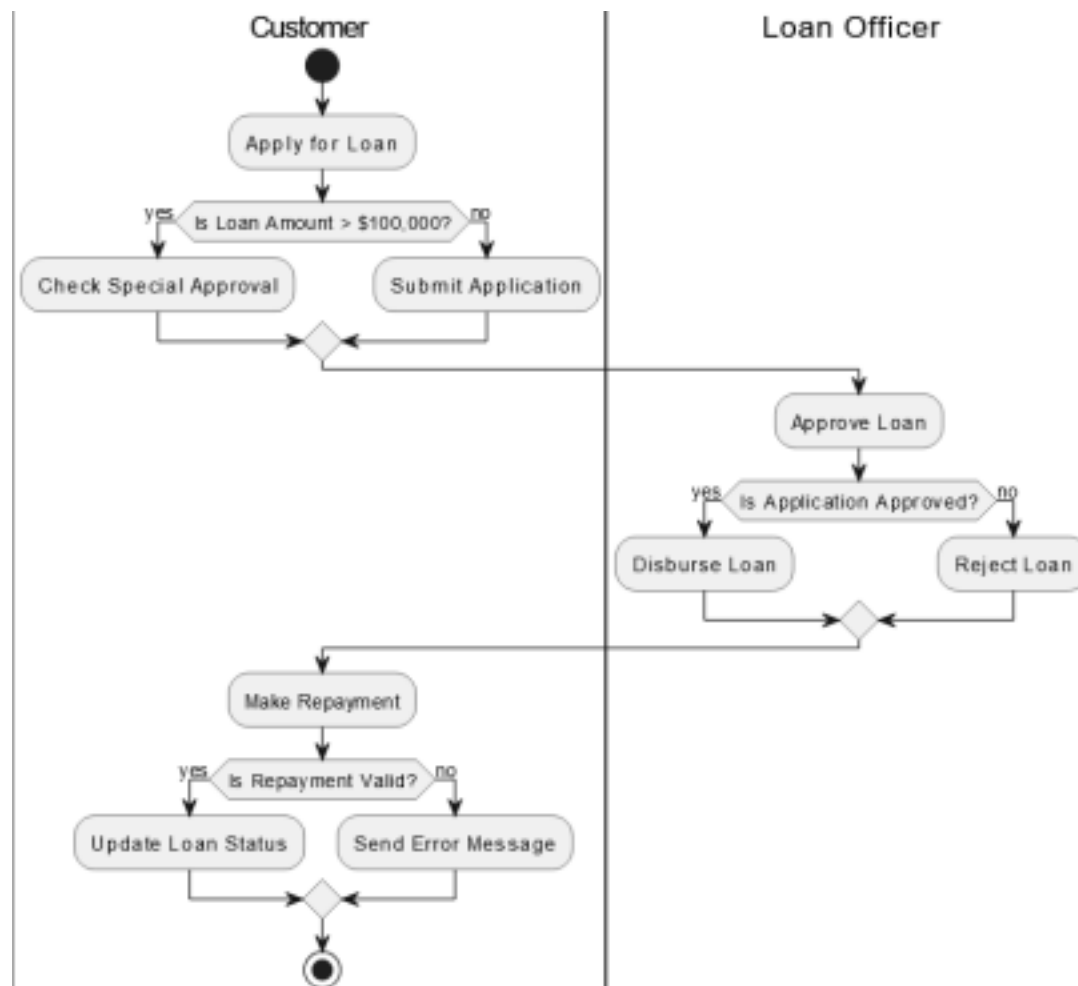 Customer
Loan Officer
Apply for Loan
yes
Is Loan Amount > $100,000?
no
Check Special Approval
Submit Application
Approve Loan
yes
Is Application Approved?
no
Disburse Loan
Reject Loan
Make Repayment
yes
Is Repayment Valid?
no
Update Loan Status
Send Error Message